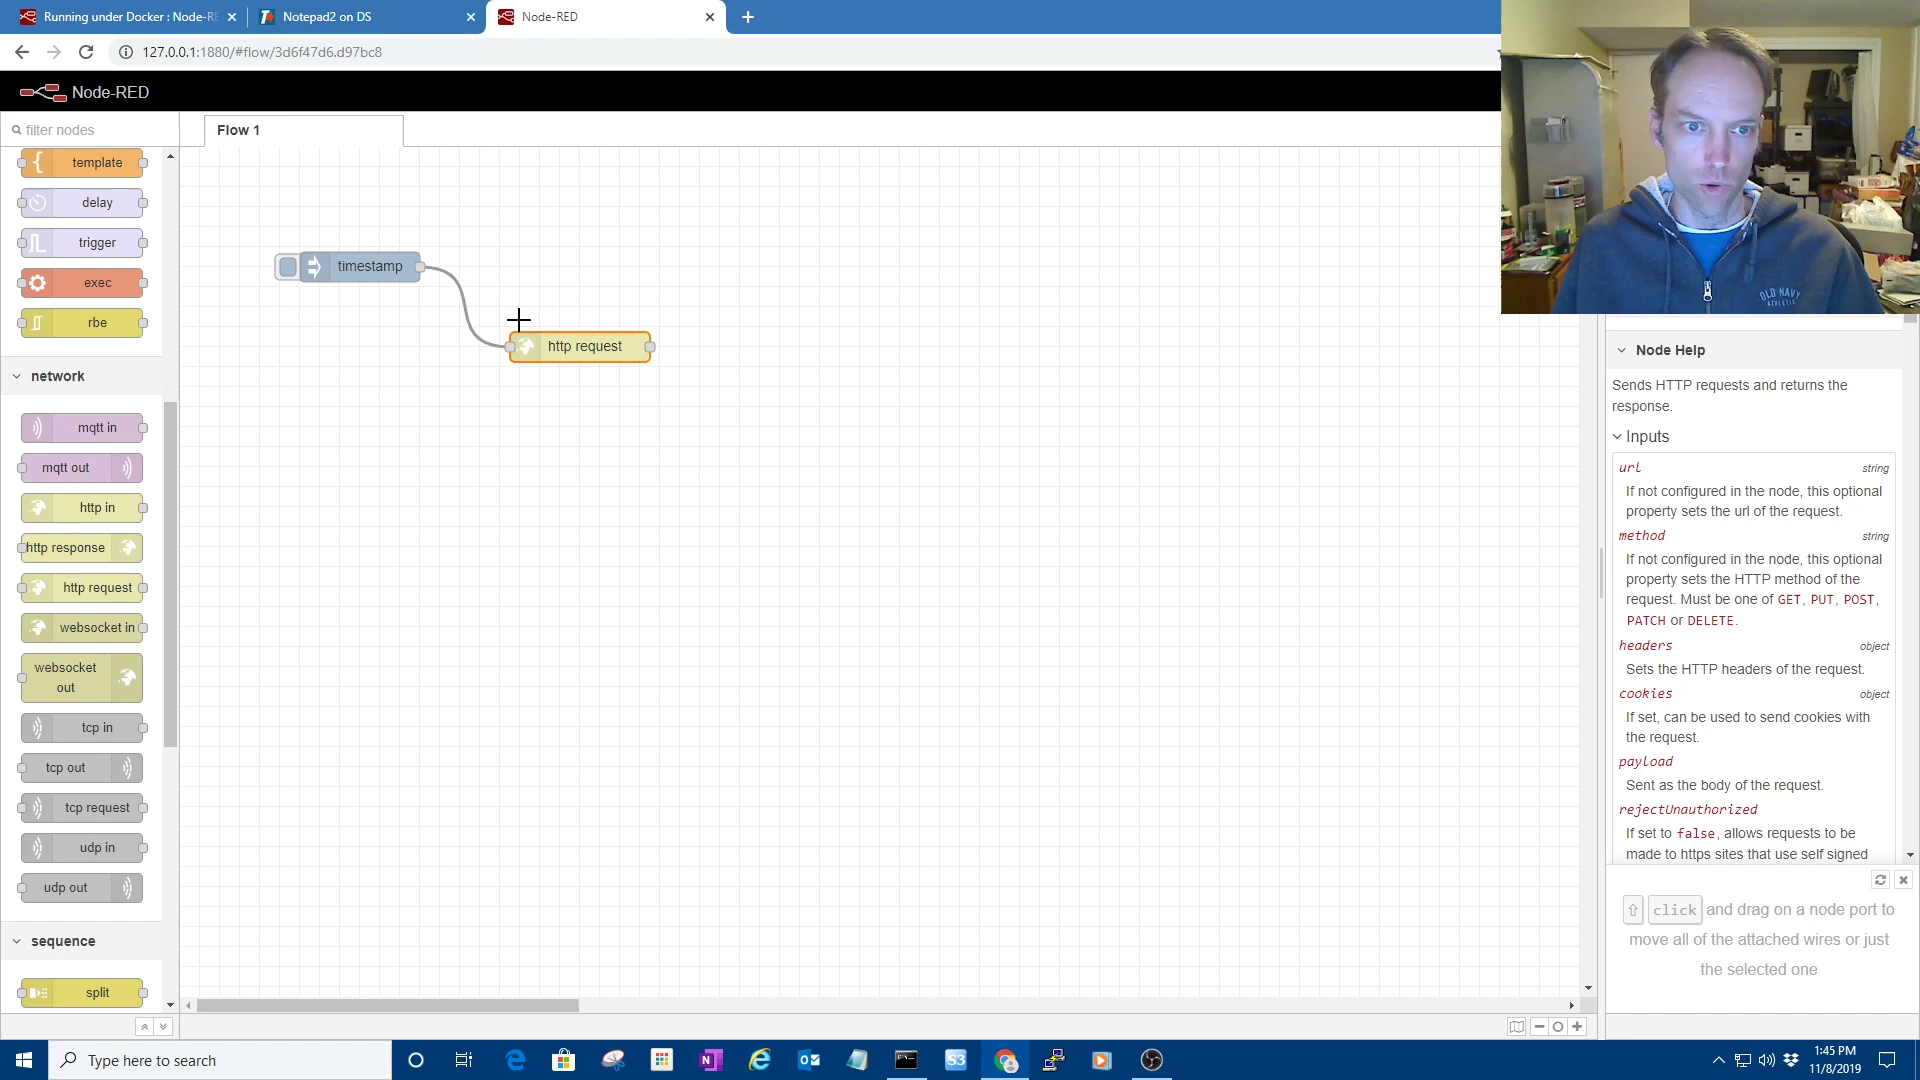 Running under Docker : Node-RE
Notepad2 on DS
Node-RED
127.0.0.1:1880/#flow/3d6f47d6.d97bc8
Node-RED
filter nodes
Flow 1
template
delay
trigger
exec
rbe
network
mqtt in
mqtt out
http in
http response
http request
websocket in
websocket
out
tcp in
tcp out
tcp request
udp in
udp out
sequence
split
timestamp
http request
OLD NAVY
ATHLETIC
Node Help
Sends HTTP requests and returns the
response.
Inputs
url string
If not configured in the node, this optional
property sets the url of the request.
method string
If not configured in the node, this optional
property sets the HTTP method of the
request. Must be one of GET, PUT, POST,
PATCH or DELETE.
headers object
Sets the HTTP headers of the request.
cookies object
If set, can be used to send cookies with
the request.
payload
Sent as the body of the request.
rejectUnauthorized
If set to false, allows requests to be
made to https sites that use self signed
⇧ click and drag on a node port to
move all of the attached wires or just
the selected one
Type here to search
S3
1:45 PM
11/8/2019